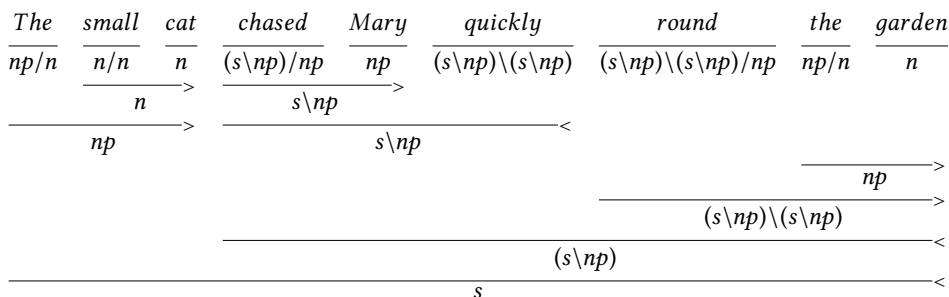 The small cat chased Mary quickly round the garden
np/n n/n n (s\np)/np np (s\np)\(s\np) (s\np)\(s\np)/np np/n n
> >
n s\np
> <
np s\np
>
np
>
(s\np)\(s\np)
<
(s\np)
<
s